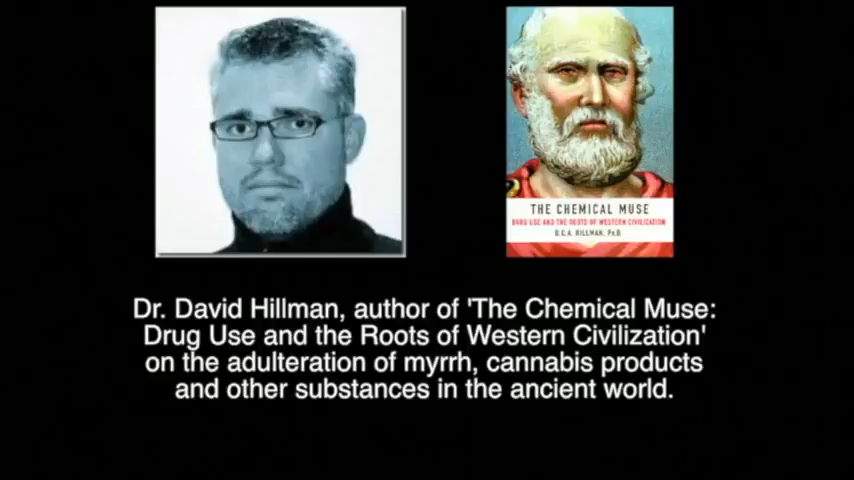 THE CHEMICAL MUSE
DRUG USE AND THE ROOTS OF WESTERN CIVILIZATION
D.C.A. HILLMAN, PH.D.
Dr. David Hillman, author of 'The Chemical Muse:
Drug Use and the Roots of Western Civilization'
on the adulteration of myrrh, cannabis products
and other substances in the ancient world.